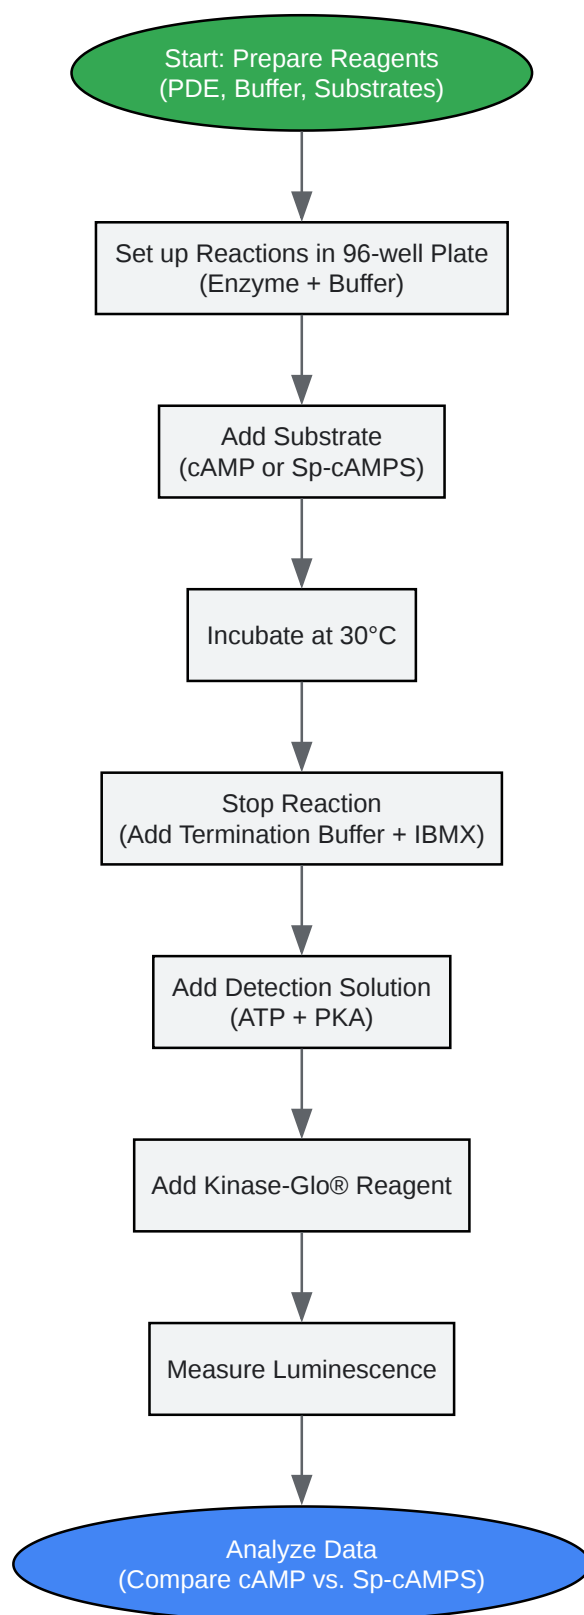 Start: Prepare Reagents
(PDE, Buffer, Substrates)
Set up Reactions in 96-well Plate
(Enzyme + Buffer)
Add Substrate
(cAMP or Sp-cAMPS)
Incubate at 30°C
Stop Reaction
(Add Termination Buffer + IBMX)
Add Detection Solution
(ATP + PKA)
Add Kinase-Glo® Reagent
Measure Luminescence
Analyze Data
(Compare cAMP vs. Sp-cAMPS)